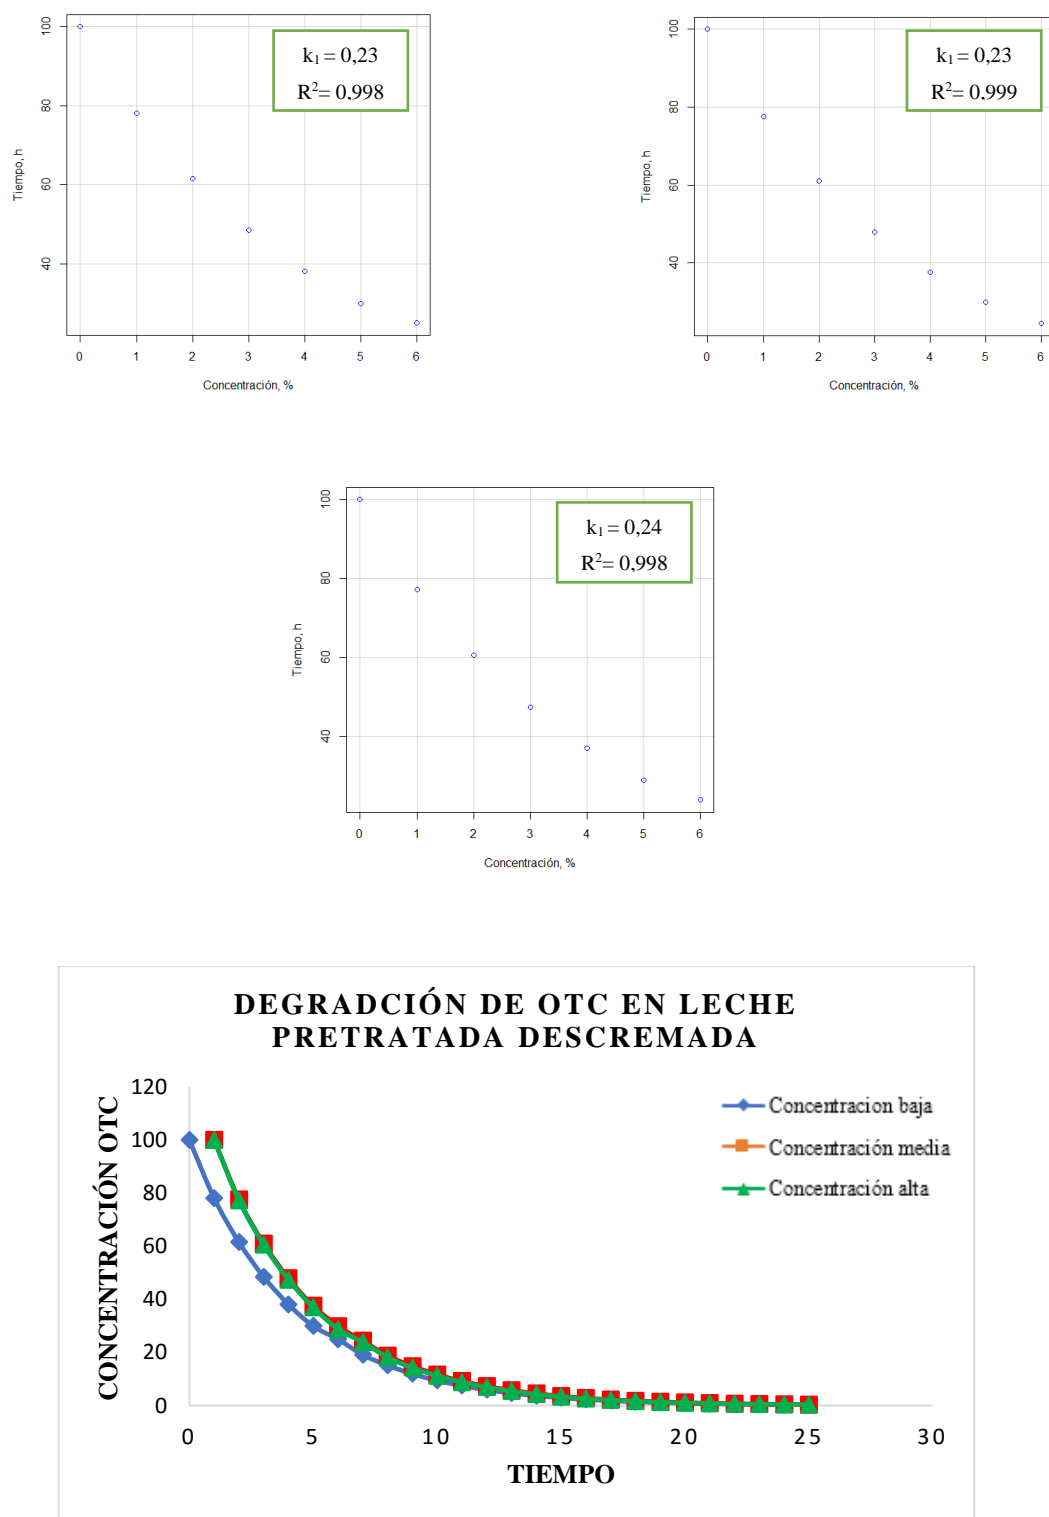 k₁ = 0,23
R²= 0,998
100
80
60
40
Tiempo, h
0 1 2 3 4 5 6
Concentración, %
k₁ = 0,23
R²= 0,999
100
80
60
40
Tiempo, h
0 1 2 3 4 5 6
Concentración, %
k₁ = 0,24
R²= 0,998
100
80
60
40
Tiempo, h
0 1 2 3 4 5 6
Concentración, %
DEGRADCIÓN DE OTC EN LECHE
PRETRATADA DESCREMADA
CONCENTRACIÓN OTC
120
100
80
60
40
20
0
Concentracion baja
Concentración media
Concentración alta
0 5 10 15 20 25 30
TIEMPO